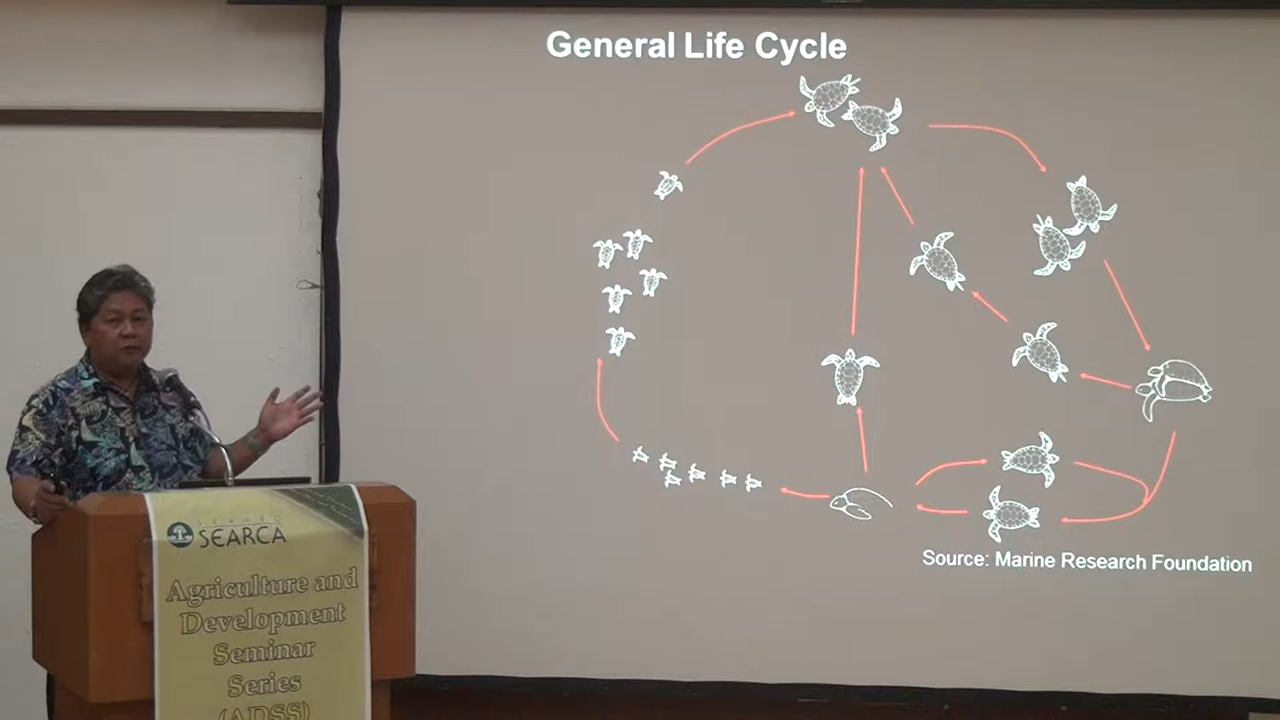 General Life Cycle
Source: Marine Research Foundation
SEARCA
Agriculture and
Development
Seminar
Series
(ADSS)